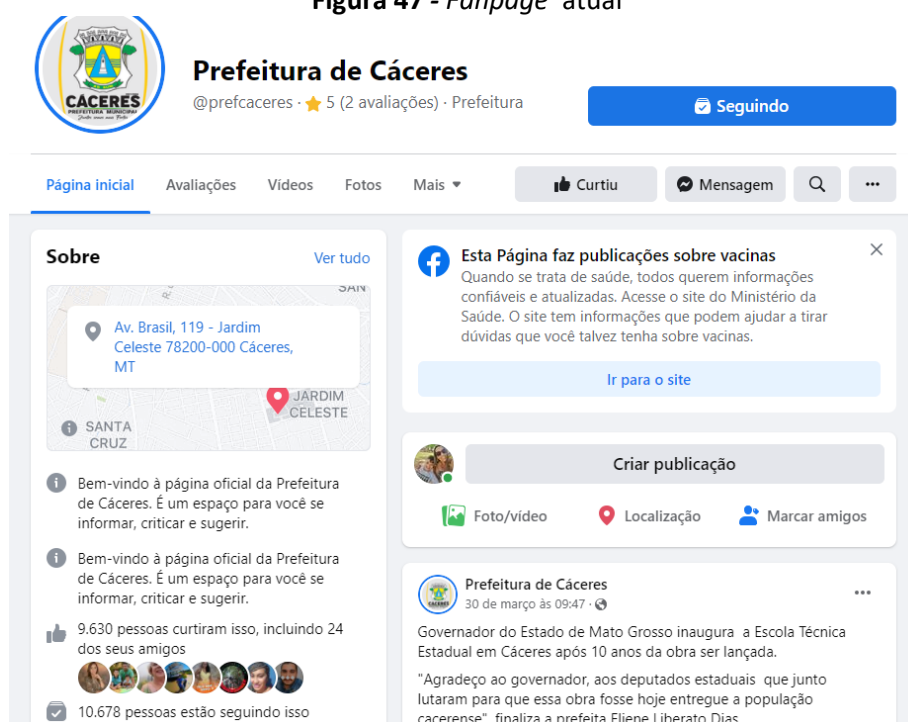 Figura 47 - Fanpage atual
CÁCERES
PREFEITURA MUNICIPAL
Prefeitura de Cáceres
@prefcaceres · 5 (2 avaliações) · Prefeitura
Seguindo
Página inicial Avaliações Vídeos Fotos Mais
Curtiu Mensagem
Sobre Ver tudo
SAN
R.
Av. Brasil, 119 - Jardim
Celeste 78200-000 Cáceres,
MT
JARDIM
CELESTE
SANTA
CRUZ
Bem-vindo à página oficial da Prefeitura
de Cáceres. É um espaço para você se
informar, criticar e sugerir.
Bem-vindo à página oficial da Prefeitura
de Cáceres. É um espaço para você se
informar, criticar e sugerir.
9.630 pessoas curtiram isso, incluindo 24
dos seus amigos
10.678 pessoas estão seguindo isso
Esta Página faz publicações sobre vacinas
Quando se trata de saúde, todos querem informações
confiáveis e atualizadas. Acesse o site do Ministério da
Saúde. O site tem informações que podem ajudar a tirar
dúvidas que você talvez tenha sobre vacinas.
Ir para o site
Criar publicação
Foto/vídeo Localização Marcar amigos
Prefeitura de Cáceres
30 de março às 09:47 ·
Governador do Estado de Mato Grosso inaugura a Escola Técnica
Estadual em Cáceres após 10 anos da obra ser lançada.
"Agradeço ao governador, aos deputados estaduais que junto
lutaram para que essa obra fosse hoje entregue a população
cacerense", finaliza a prefeita Eliene Liberato Dias.